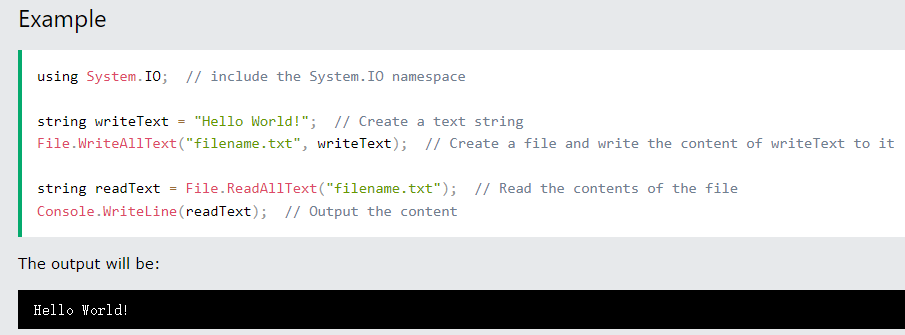 Example
using System.IO;  // include the System.IO namespace
string writeText = "Hello World!";  // Create a text string
File.WriteAllText("filename.txt", writeText);  // Create a file and write the content of writeText to it
string readText = File.ReadAllText("filename.txt");  // Read the contents of the file
Console.WriteLine(readText);  // Output the content
The output will be:
Hello World!